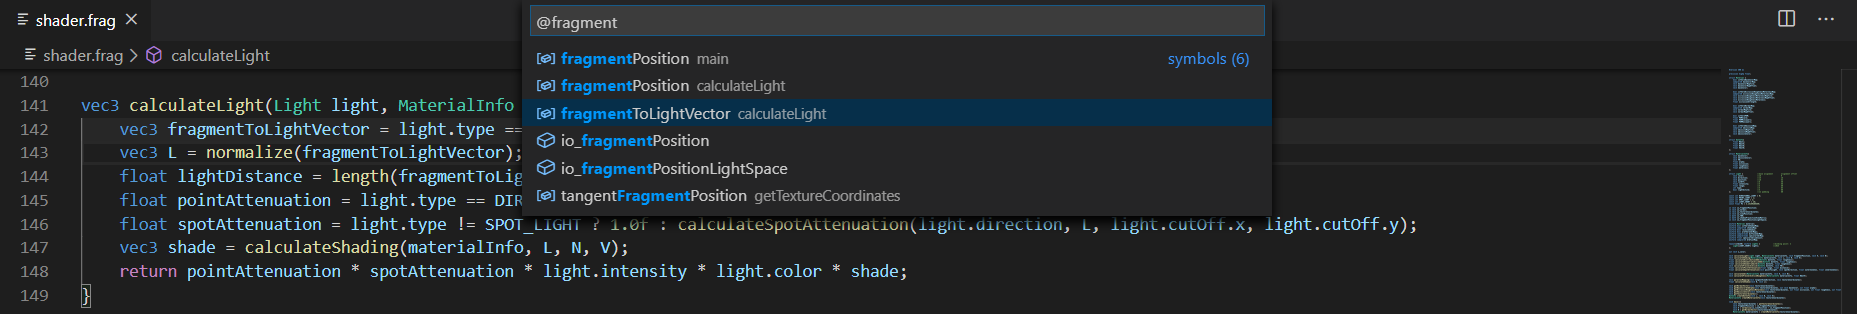 shader.frag
@fragment
shader.frag > calculateLight
fragmentPosition main symbols (6)
fragmentPosition calculateLight
fragmentToLightVector calculateLight
io_fragmentPosition
io_fragmentPositionLightSpace
tangentFragmentPosition getTextureCoordinates
140
141 vec3 calculateLight(Light light, MaterialInfo
142 vec3 fragmentToLightVector = light.type ==
143 vec3 L = normalize(fragmentToLightVector);
144 float lightDistance = length(fragmentToLig
145 float pointAttenuation = light.type == DIR
146 float spotAttenuation = light.type != SPOT_LIGHT ? 1.0f : calculateSpotAttenuation(light.direction, L, light.cutOff.x, light.cutOff.y);
147 vec3 shade = calculateShading(materialInfo, L, N, V);
148 return pointAttenuation * spotAttenuation * light.intensity * light.color * shade;
149 }